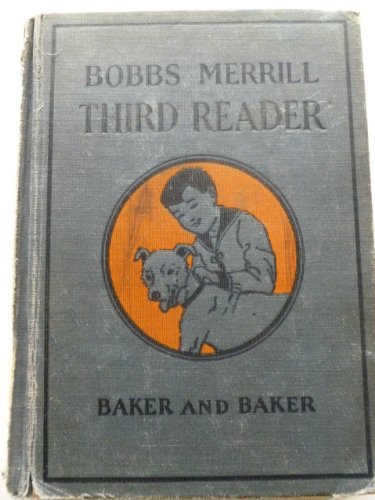 BOBBS MERRILL
THIRD READER
BAKER AND BAKER